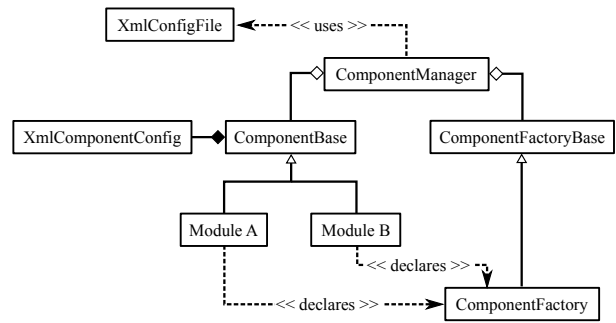 XmlConfigFile
<< uses >>
ComponentManager
XmlComponentConfig
ComponentBase
ComponentFactoryBase
Module A
Module B
<< declares >>
<< declares >>
ComponentFactory